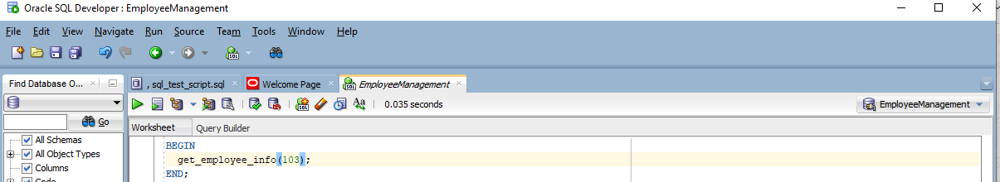 Oracle SQL Developer : EmployeeManagement
File Edit View Navigate Run Source Team Tools Window Help
Find Database O...
, sql_test_script.sql
Welcome Page
EmployeeManagement
0.035 seconds
EmployeeManagement
Go
Worksheet
Query Builder
All Schemas
All Object Types
Columns
Code
BEGIN
get_employee_info(103);
END;